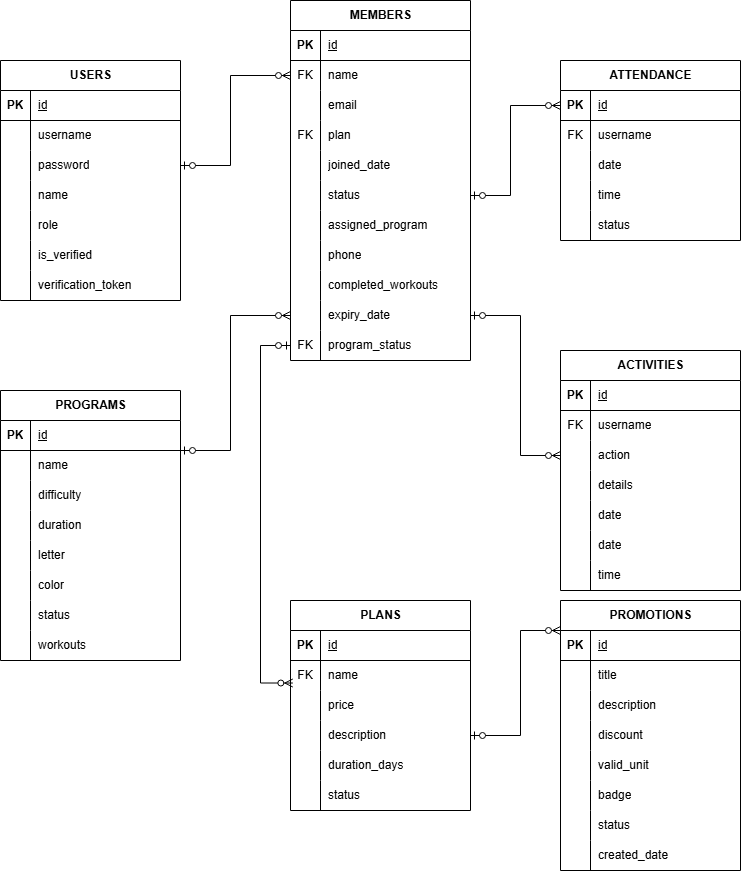 MEMBERS
PK id
FK name
email
FK plan
joined_date
status
assigned_program
phone
completed_workouts
expiry_date
FK program_status
USERS
PK id
username
password
name
role
is_verified
verification_token
ATTENDANCE
PK id
FK username
date
time
status
PROGRAMS
PK id
name
difficulty
duration
letter
color
status
workouts
ACTIVITIES
PK id
FK username
action
details
date
date
time
PLANS
PK id
FK name
price
description
duration_days
status
PROMOTIONS
PK id
title
description
discount
valid_unit
badge
status
created_date